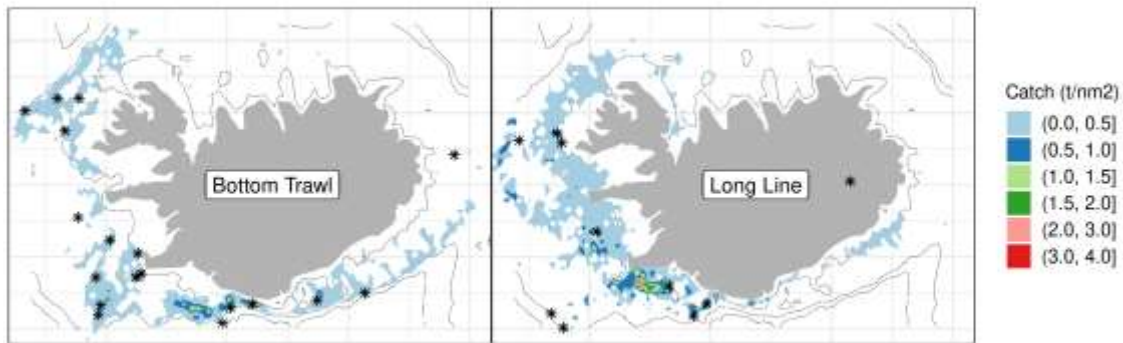 Bottom Trawl
Long Line
Catch (t/nm2)
(0.0, 0.5]
(0.5, 1.0]
(1.0, 1.5]
(1.5, 2.0]
(2.0, 3.0]
(3.0, 4.0]